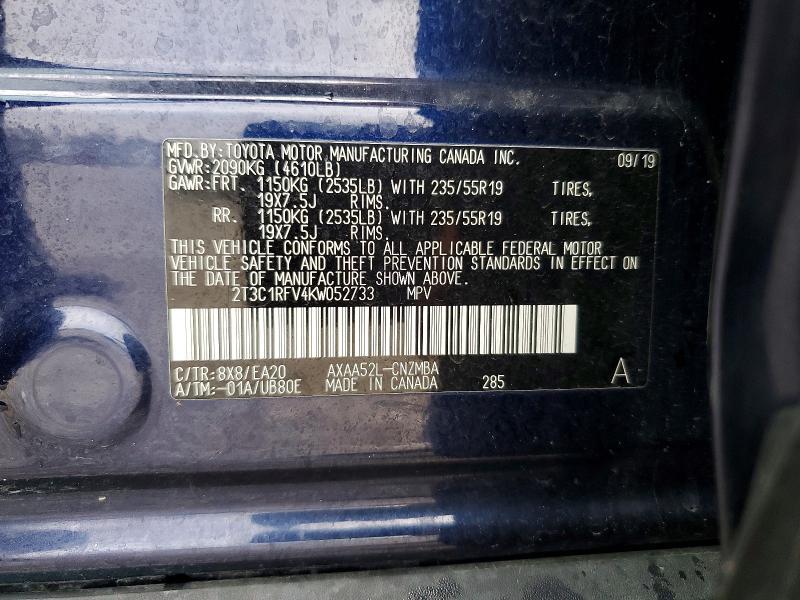 MFD.BY:TOYOTA MOTOR MANUFACTURING CANADA INC. 09/19
GVWR:2090KG (4610LB)
GAWR:FRT. 1150KG (2535LB) WITH 235/55R19 TIRES,
19X7.5J RIMS.
RR. 1150KG (2535LB) WITH 235/55R19 TIRES,
19X7.5J RIMS.
THIS VEHICLE CONFORMS TO ALL APPLICABLE FEDERAL MOTOR
VEHICLE SAFETY AND THEFT PREVENTION STANDARDS IN EFFECT ON
THE DATE OF MANUFACTURE SHOWN ABOVE.
2T3C1RFV4KW052733 MPV
C/TR:8X8/EA20 AXAA52L-CNZMBA
A/TM:-01A/UB80E MADE IN CANADA 285 A